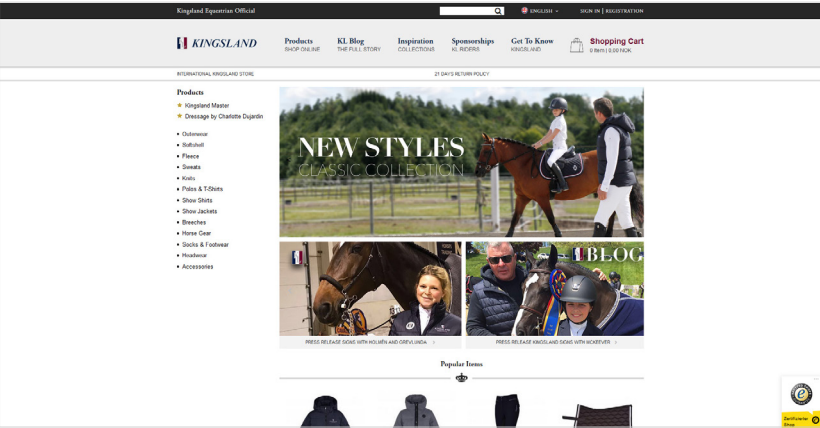 Kingsland Equestrian Official
ENGLISH
SIGN IN | REGISTRATION
KINGSLAND
Products
SHOP ONLINE
KL Blog
THE FULL STORY
Inspiration
COLLECTIONS
Sponsorships
KL RIDERS
Get To Know
KINGSLAND
Shopping Cart
0 Item | 0,00 NOK
INTERNATIONAL KINGSLAND STORE
21 DAYS RETURN POLICY
Products
Kingsland Master
Dressage by Charlotte Dujardin
Outerwear
Softshell
Fleece
Sweats
Knits
Polos & T-Shirts
Show Shirts
Show Jackets
Breeches
Horse Gear
Socks & Footwear
Headwear
Accessories
NEW STYLES
CLASSIC COLLECTION
BLOG
PRESS RELEASE SIGNS WITH HOLMÉN AND GREVLUNDA
PRESS RELEASE KINGSLAND SIGNS WITH MCKEEVER
Popular Items
Zertifizierter
Shop